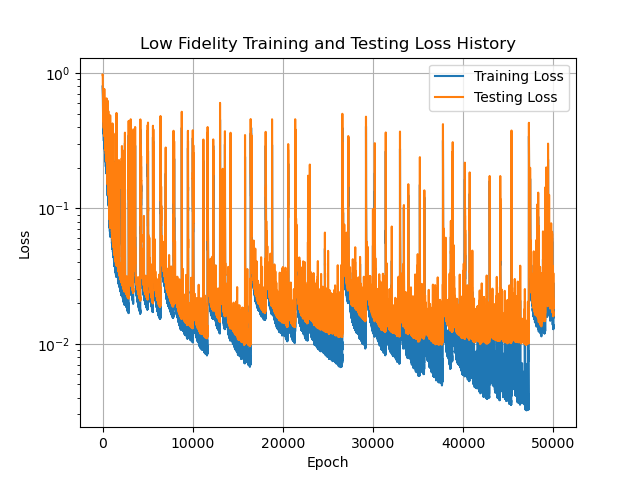 Low Fidelity Training and Testing Loss History
Training Loss
Testing Loss
10⁰
10⁻¹
10⁻²
Loss
0 10000 20000 30000 40000 50000
Epoch